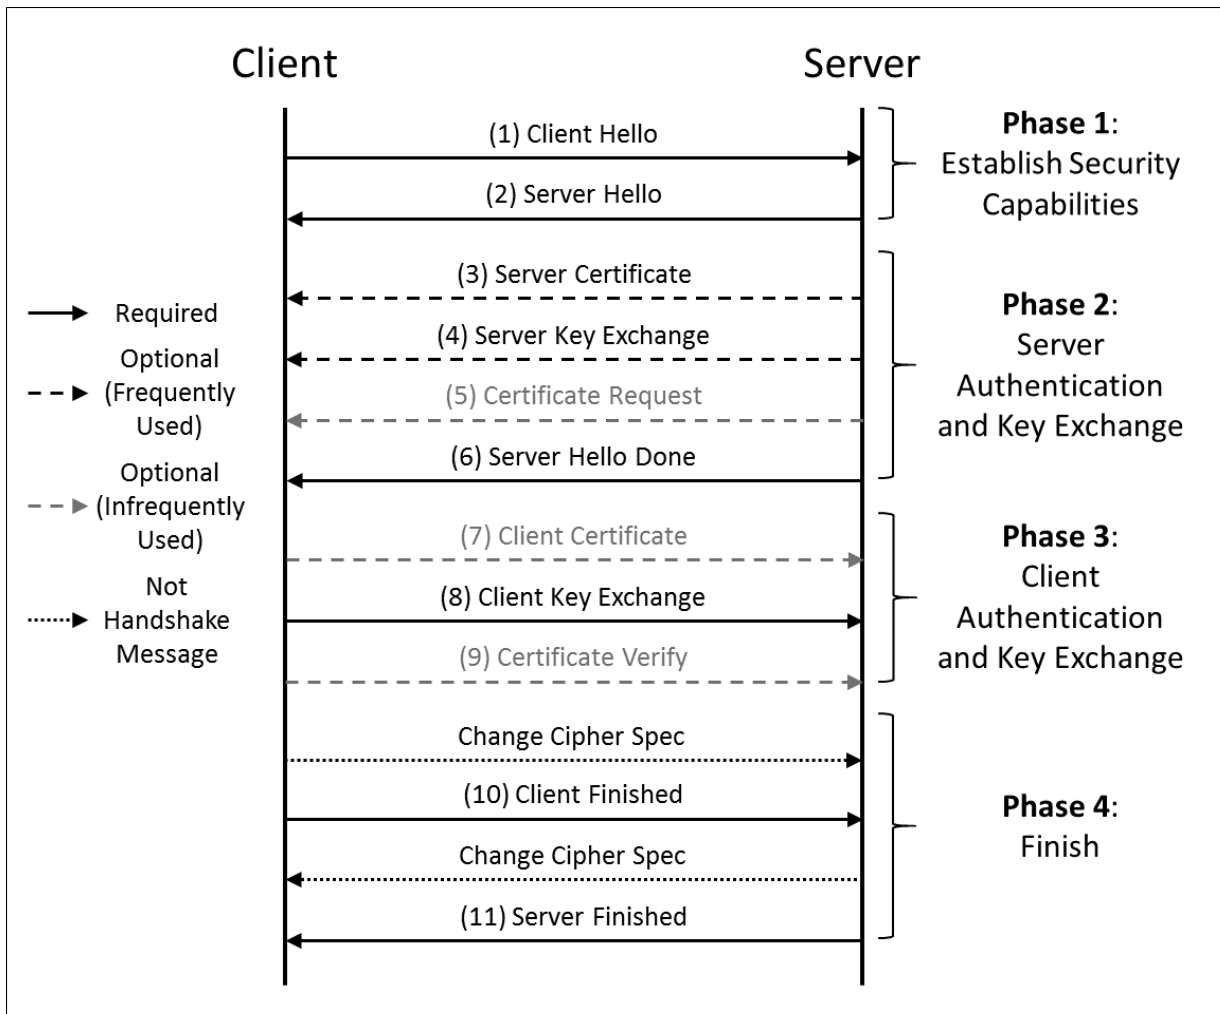 Client
Server
(1) Client Hello
(2) Server Hello
Phase 1:
Establish Security
Capabilities
(3) Server Certificate
(4) Server Key Exchange
(5) Certificate Request
(6) Server Hello Done
Phase 2:
Server
Authentication
and Key Exchange
Required
Optional
(Frequently
Used)
Optional
(Infrequently
Used)
Not
Handshake
Message
(7) Client Certificate
(8) Client Key Exchange
(9) Certificate Verify
Phase 3:
Client
Authentication
and Key Exchange
Change Cipher Spec
(10) Client Finished
Change Cipher Spec
(11) Server Finished
Phase 4:
Finish